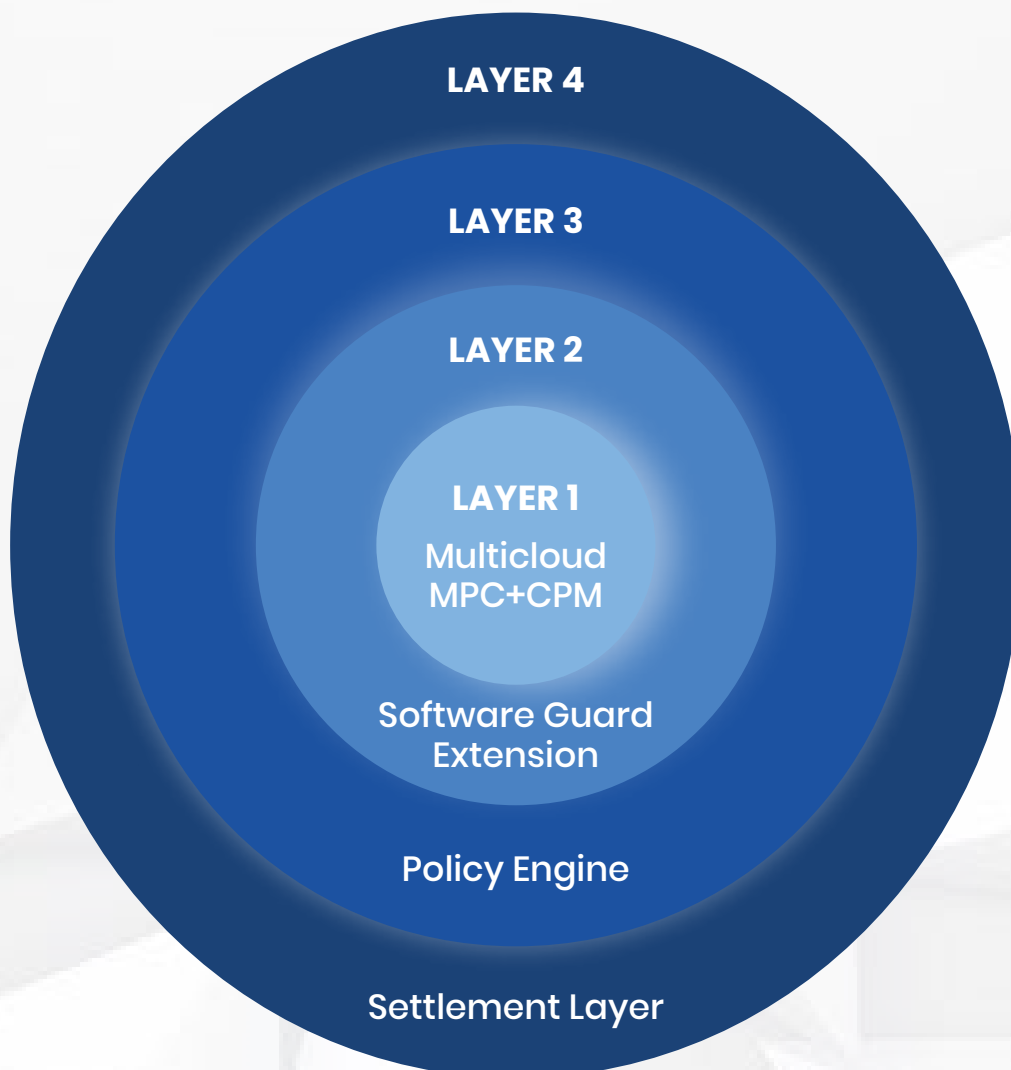 LAYER 4
LAYER 3
LAYER 2
LAYER 1
Multicloud
MPC+CPM
Software Guard
Extension
Policy Engine
Settlement Layer